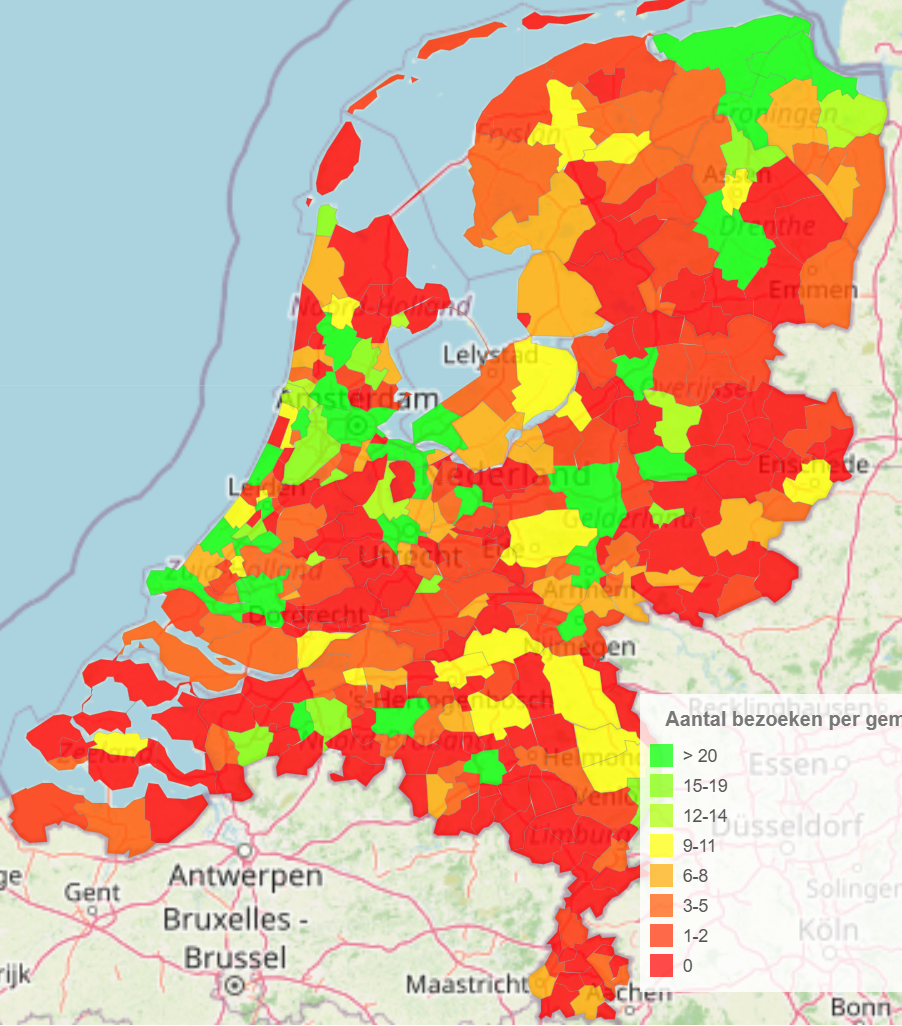 Fryslan
Groningen
Assen
Drenthe
Emmen
Noord-Holland
Lelystad
Overijssel
Amsterdam
Enschede
Leiden
Nederland
Gelderland
Utrecht
Ede
Zuid-Holland
Arnhem
Dordrecht
Nijmegen
's-Hertogenbosch
Recklinghausen
Aantal bezoeken per gem
Zeeland
Noord-Brabant
Helmond
> 20
Essen
15-19
Venlo
12-14
Düsseldorf
Limburg
9-11
Antwerpen
6-8
Solingen
Gent
3-5
Bruxelles -
Brussel
1-2
Köln
rijk
0
Maastricht
Aachen
Bonn